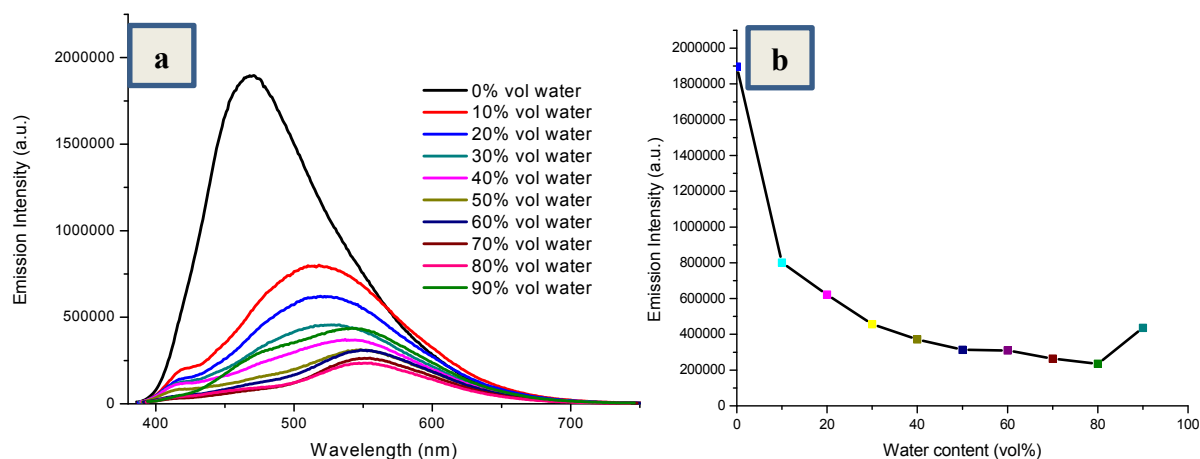 a
2000000
1500000
1000000
500000
0
400
500
600
700
Emission Intensity (a.u.)
Wavelength (nm)
0% vol water
10% vol water
20% vol water
30% vol water
40% vol water
50% vol water
60% vol water
70% vol water
80% vol water
90% vol water
b
2000000
1800000
1600000
1400000
1200000
1000000
800000
600000
400000
200000
0
0
20
40
60
80
100
Emission Intensity (a.u.)
Water content (vol%)